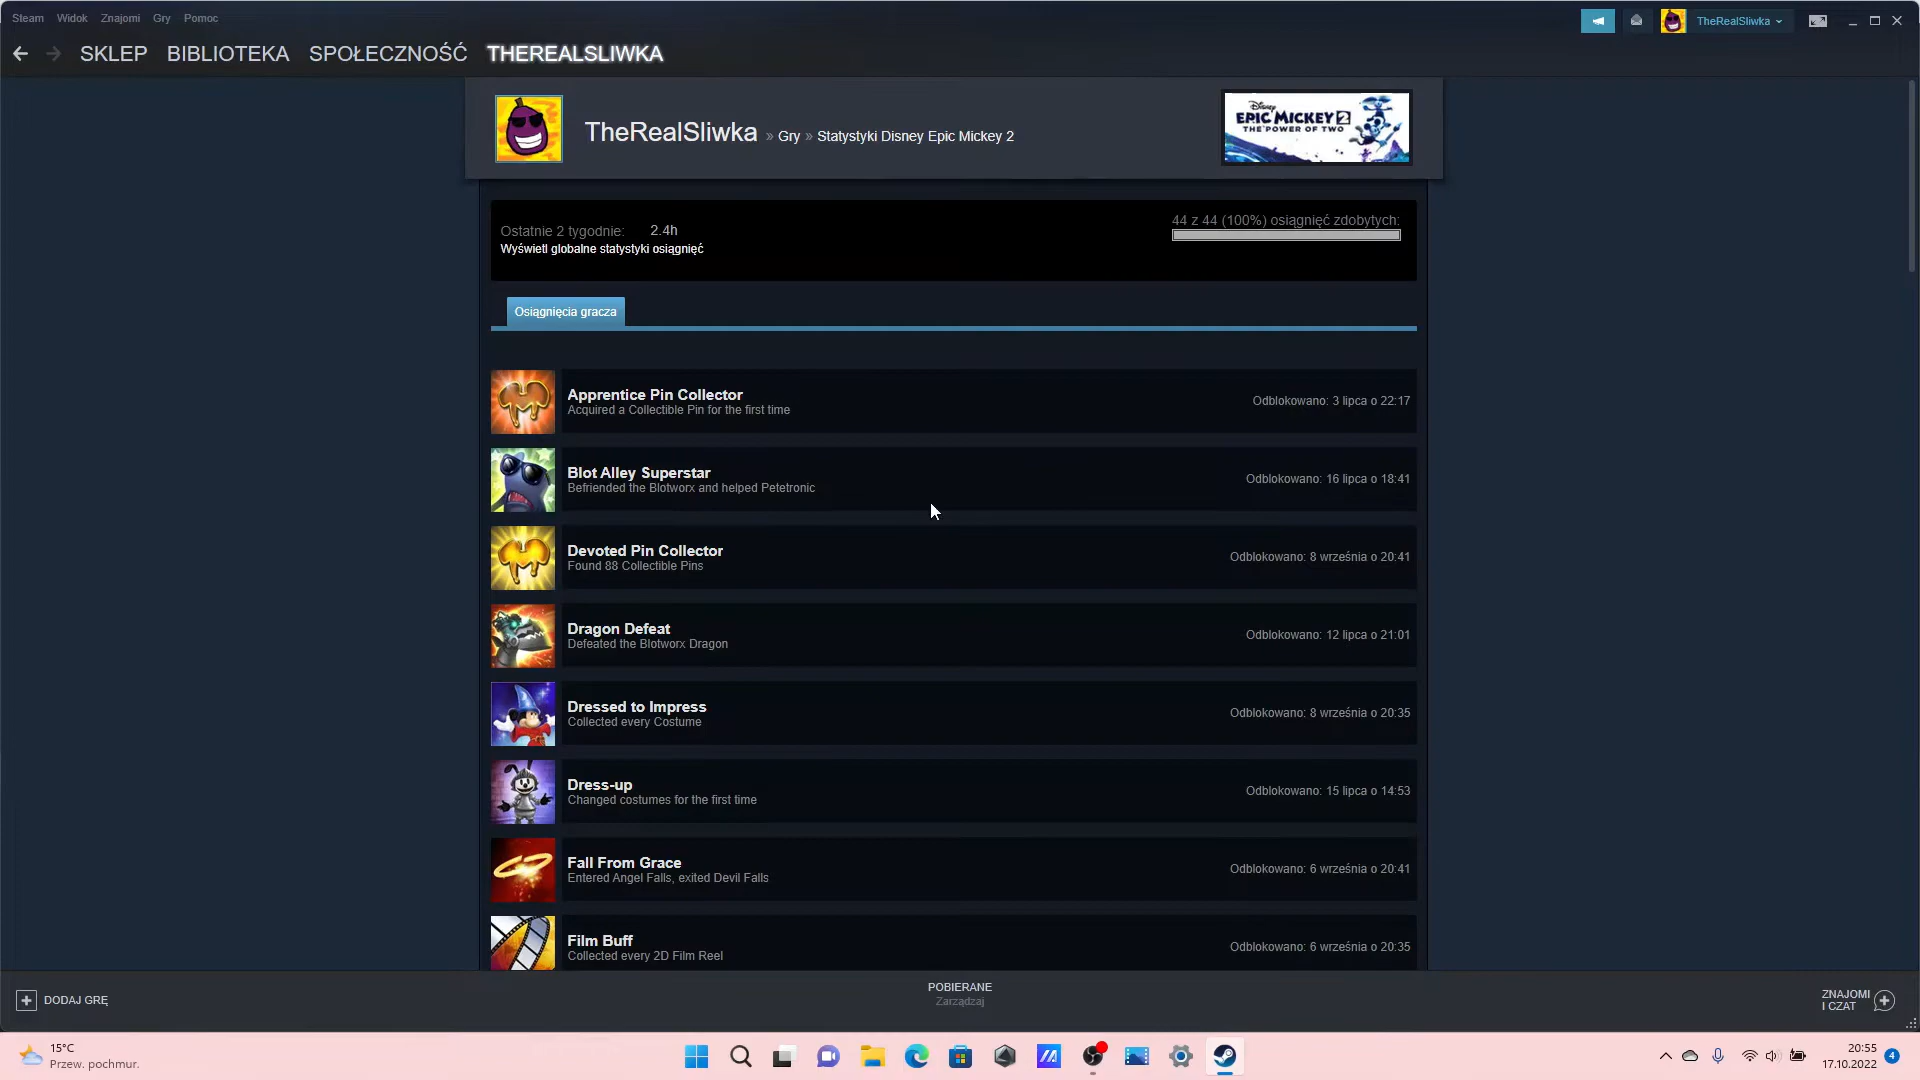 Steam Widok Znajomi Gry Pomoc
TheRealSliwka
SKLEP BIBLIOTEKA SPOŁECZNOŚĆ THEREALSLIWKA
TheRealSliwka » Gry » Statystyki Disney Epic Mickey 2
Disney
EPIC MICKEY 2
THE POWER OF TWO
Ostatnie 2 tygodnie: 2.4h
Wyświetl globalne statystyki osiągnięć
44 z 44 (100%) osiągnięć zdobytych:
Osiągnięcia gracza
Apprentice Pin Collector
Acquired a Collectible Pin for the first time
Odblokowano: 3 lipca o 22:17
Blot Alley Superstar
Befriended the Blotworx and helped Petetronic
Odblokowano: 16 lipca o 18:41
Devoted Pin Collector
Found 88 Collectible Pins
Odblokowano: 8 września o 20:41
Dragon Defeat
Defeated the Blotworx Dragon
Odblokowano: 12 lipca o 21:01
Dressed to Impress
Collected every Costume
Odblokowano: 8 września o 20:35
Dress-up
Changed costumes for the first time
Odblokowano: 15 lipca o 14:53
Fall From Grace
Entered Angel Falls, exited Devil Falls
Odblokowano: 6 września o 20:41
Film Buff
Collected every 2D Film Reel
Odblokowano: 6 września o 20:35
DODAJ GRĘ
POBIERANE
Zarządzaj
ZNAJOMI
I CZAT
15°C
Przew. pochmur.
20:55
17.10.2022
4